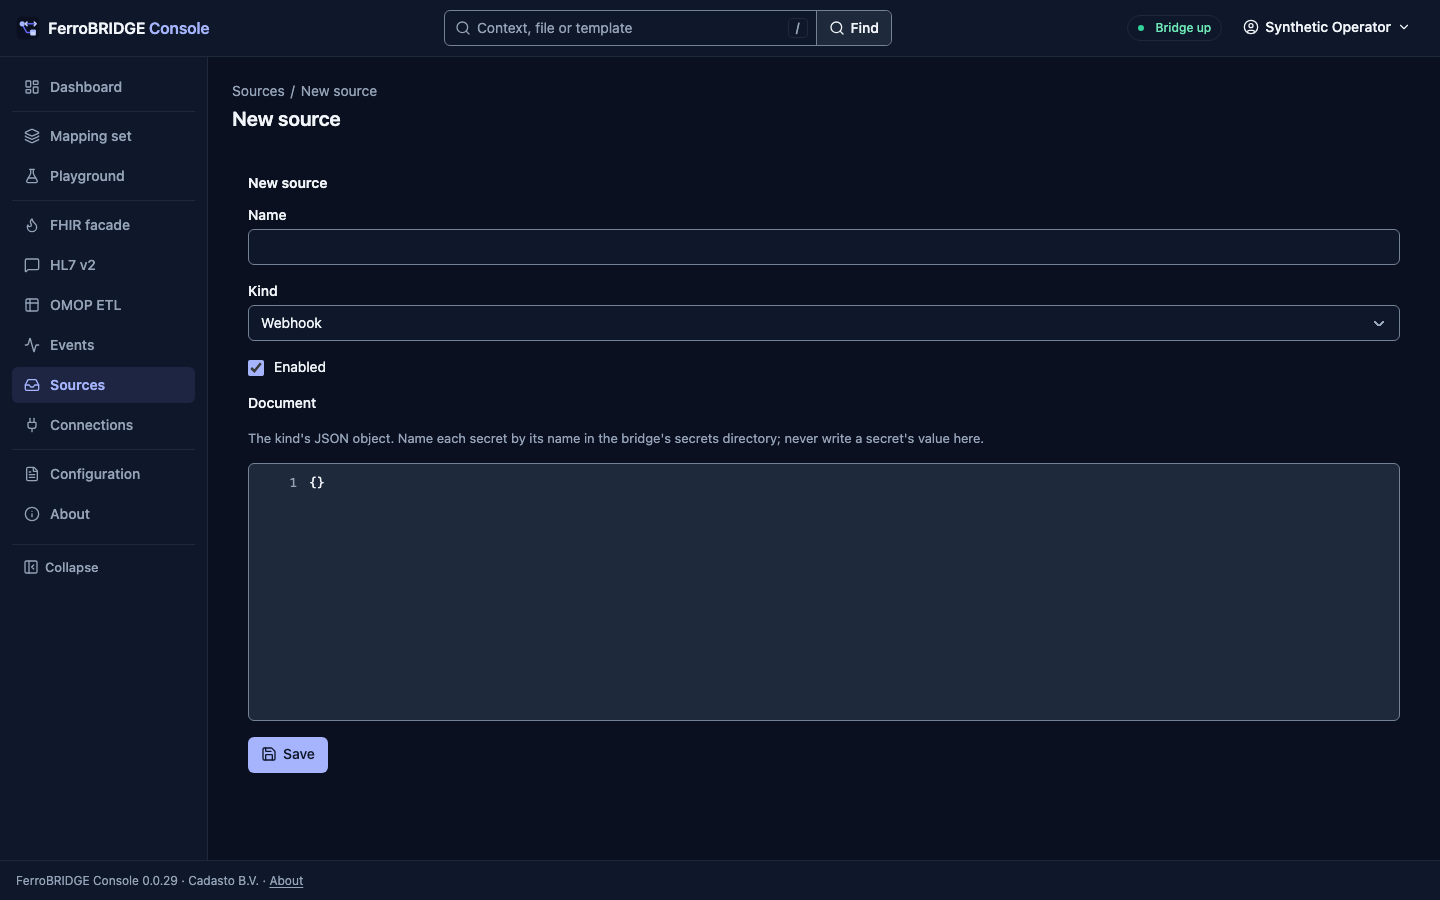 FerroBRIDGE Console
Context, file or template
/
Find
Bridge up
Synthetic Operator
Dashboard
Mapping set
Playground
FHIR facade
HL7 v2
OMOP ETL
Events
Sources
Connections
Configuration
About
Collapse
Sources / New source
New source
New source
Name
Kind
Webhook
Enabled
Document
The kind's JSON object. Name each secret by its name in the bridge's secrets directory; never write a secret's value here.
1 {}
Save
FerroBRIDGE Console 0.0.29 · Cadasto B.V. · About